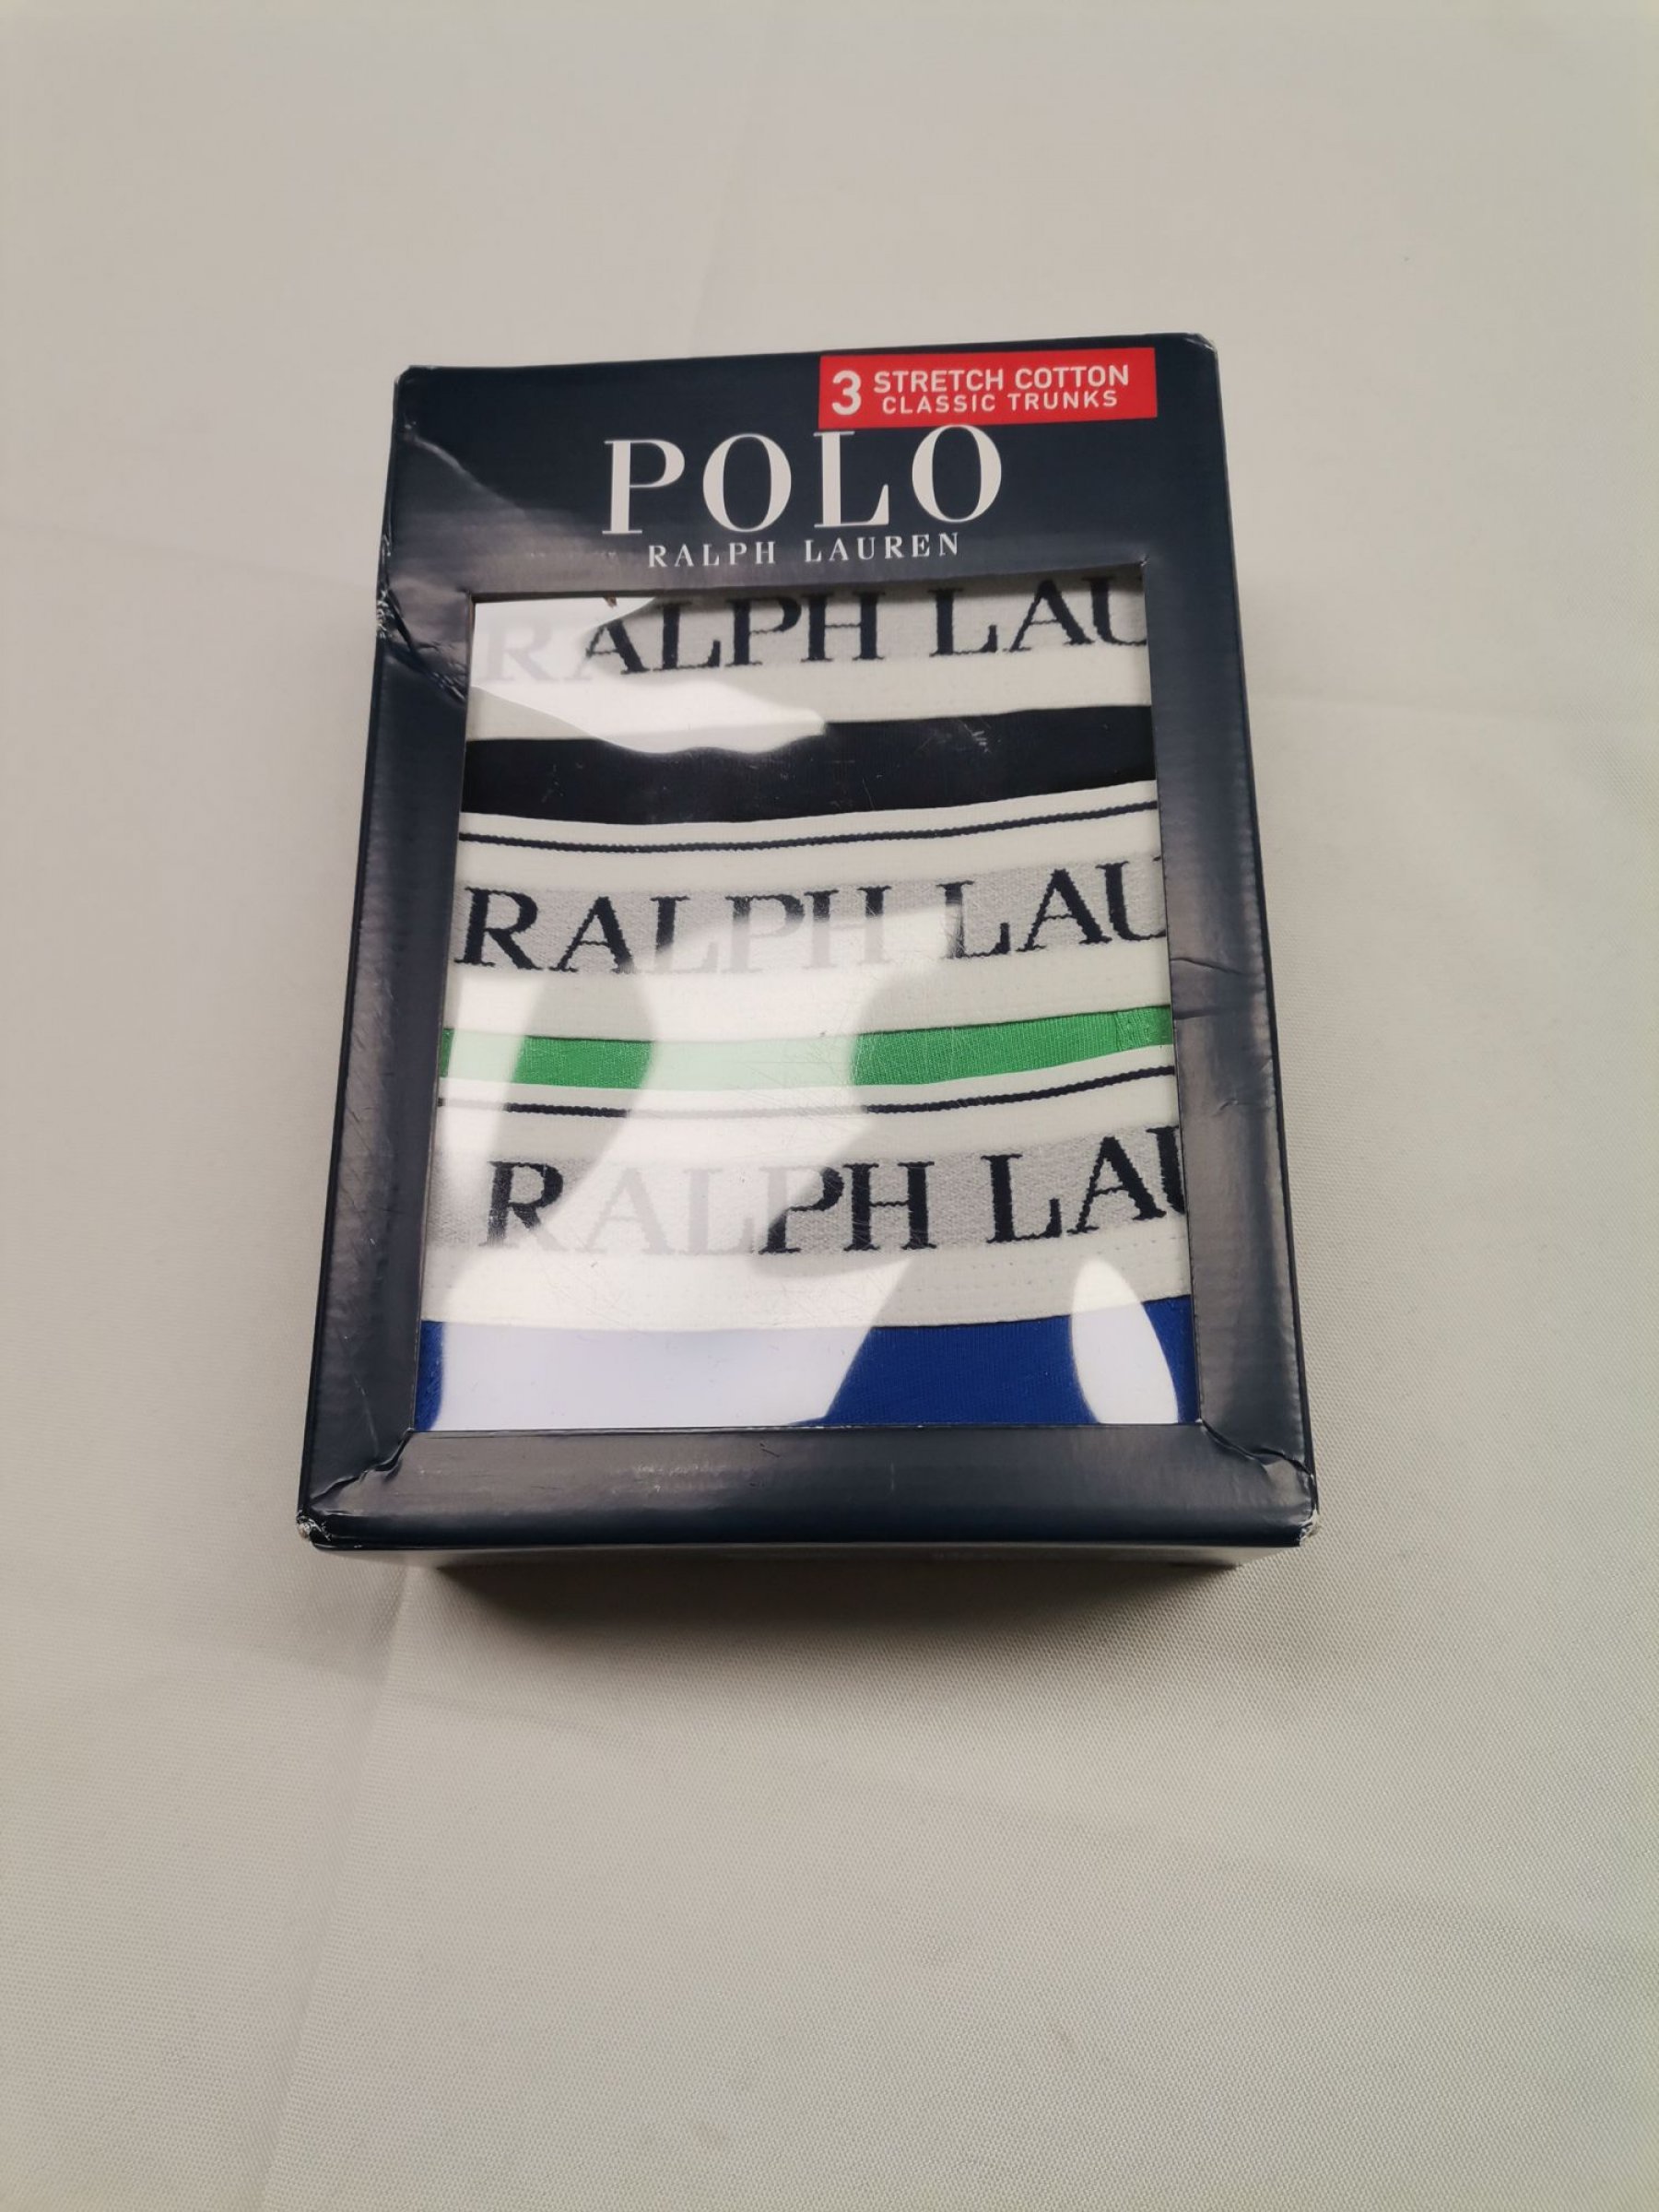 3 STRETCH COTTON
CLASSIC TRUNKS
POLO
RALPH LAUREN
RALPH LAU
RALPH LAU
RALPH LAU